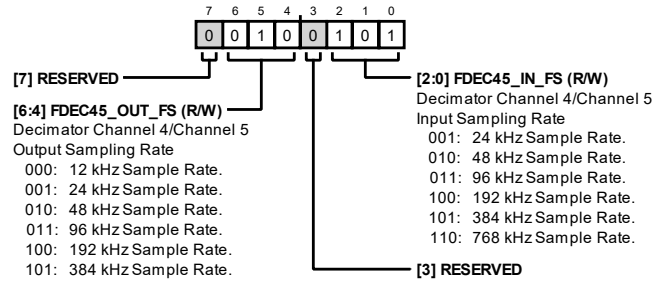 7 6 5 4 3 2 1 0
0 0 1 0 0 1 0 1
[7] RESERVED
[6:4] FDEC45_OUT_FS (R/W)
Decimator Channel 4/Channel 5
Output Sampling Rate
000: 12 kHz Sample Rate.
001: 24 kHz Sample Rate.
010: 48 kHz Sample Rate.
011: 96 kHz Sample Rate.
100: 192 kHz Sample Rate.
101: 384 kHz Sample Rate.
[2:0] FDEC45_IN_FS (R/W)
Decimator Channel 4/Channel 5
Input Sampling Rate
001: 24 kHz Sample Rate.
010: 48 kHz Sample Rate.
011: 96 kHz Sample Rate.
100: 192 kHz Sample Rate.
101: 384 kHz Sample Rate.
110: 768 kHz Sample Rate.
[3] RESERVED